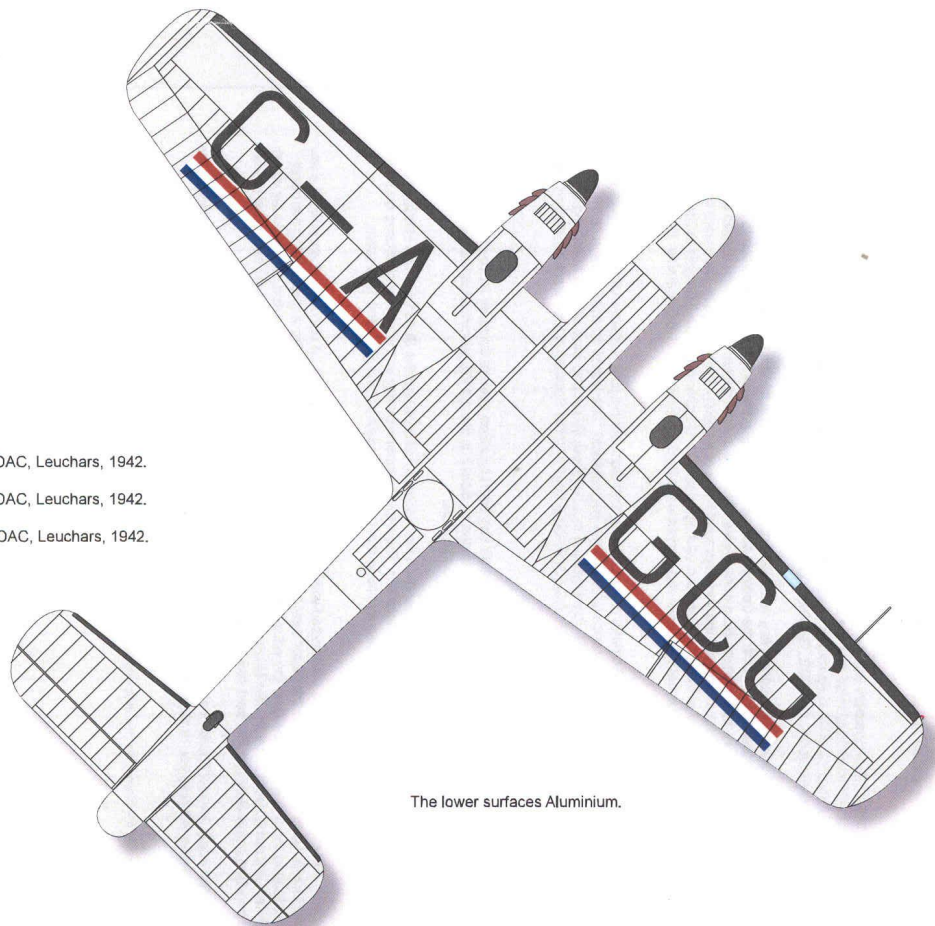 G-A
GCG
OAC, Leuchars, 1942.
OAC, Leuchars, 1942.
OAC, Leuchars, 1942.
The lower surfaces Aluminium.